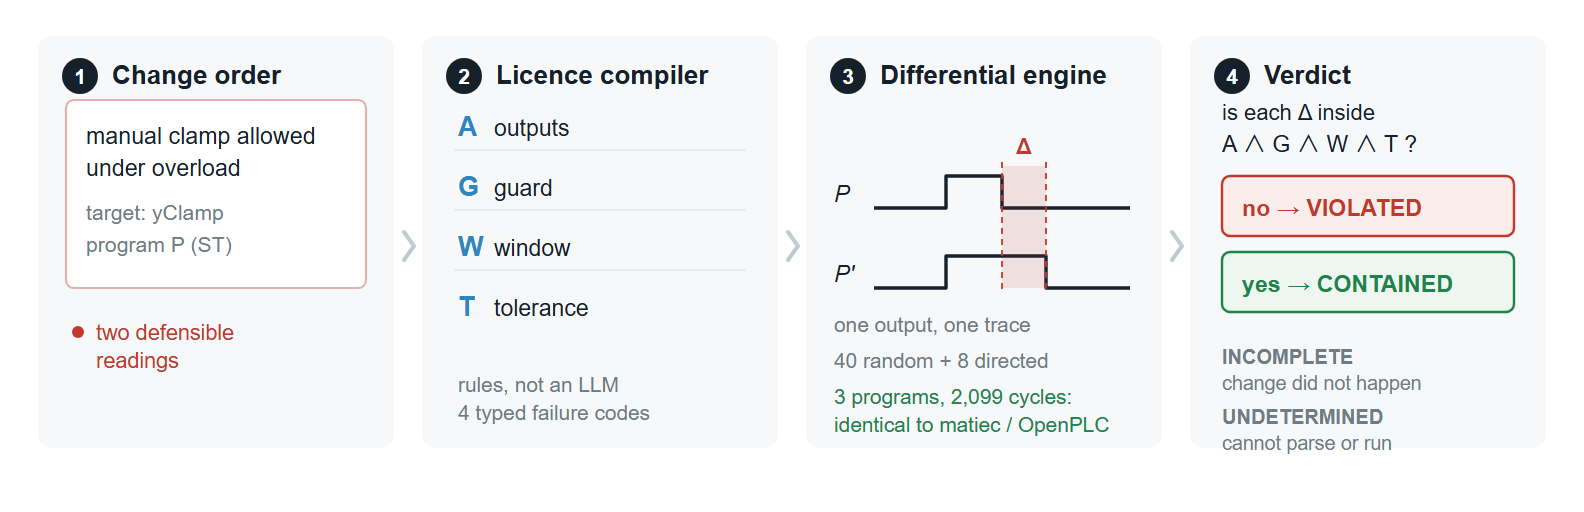 1 Change order
manual clamp allowed
under overload
target: yClamp
program P (ST)
two defensible
readings
2 Licence compiler
A outputs
G guard
W window
T tolerance
rules, not an LLM
4 typed failure codes
3 Differential engine
Δ
P
P'
one output, one trace
40 random + 8 directed
3 programs, 2,099 cycles:
identical to matiec / OpenPLC
4 Verdict
is each Δ inside
A ∧ G ∧ W ∧ T ?
no → VIOLATED
yes → CONTAINED
INCOMPLETE
change did not happen
UNDETERMINED
cannot parse or run